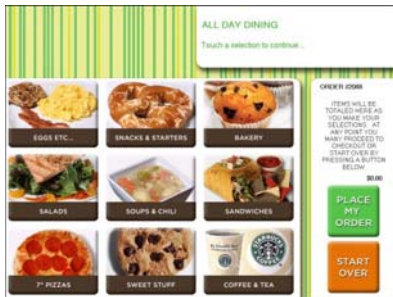 ALL DAY DINING
Touch a selection to continue...
ORDER #2089
ITEMS WILL BE
TOTALED HERE AS
YOU MAKE YOUR
SELECTIONS. AT
ANY POINT YOU
MANY PROCEED TO
CHECKOUT OR
START OVER BY
PRESSING A BUTTON
BELOW
$0.00
EGGS ETC...
SNACKS & STARTERS
BAKERY
SALADS
SOUPS & CHILI
SANDWICHES
7" PIZZAS
SWEET STUFF
COFFEE & TEA
PLACE
MY
ORDER
START
OVER